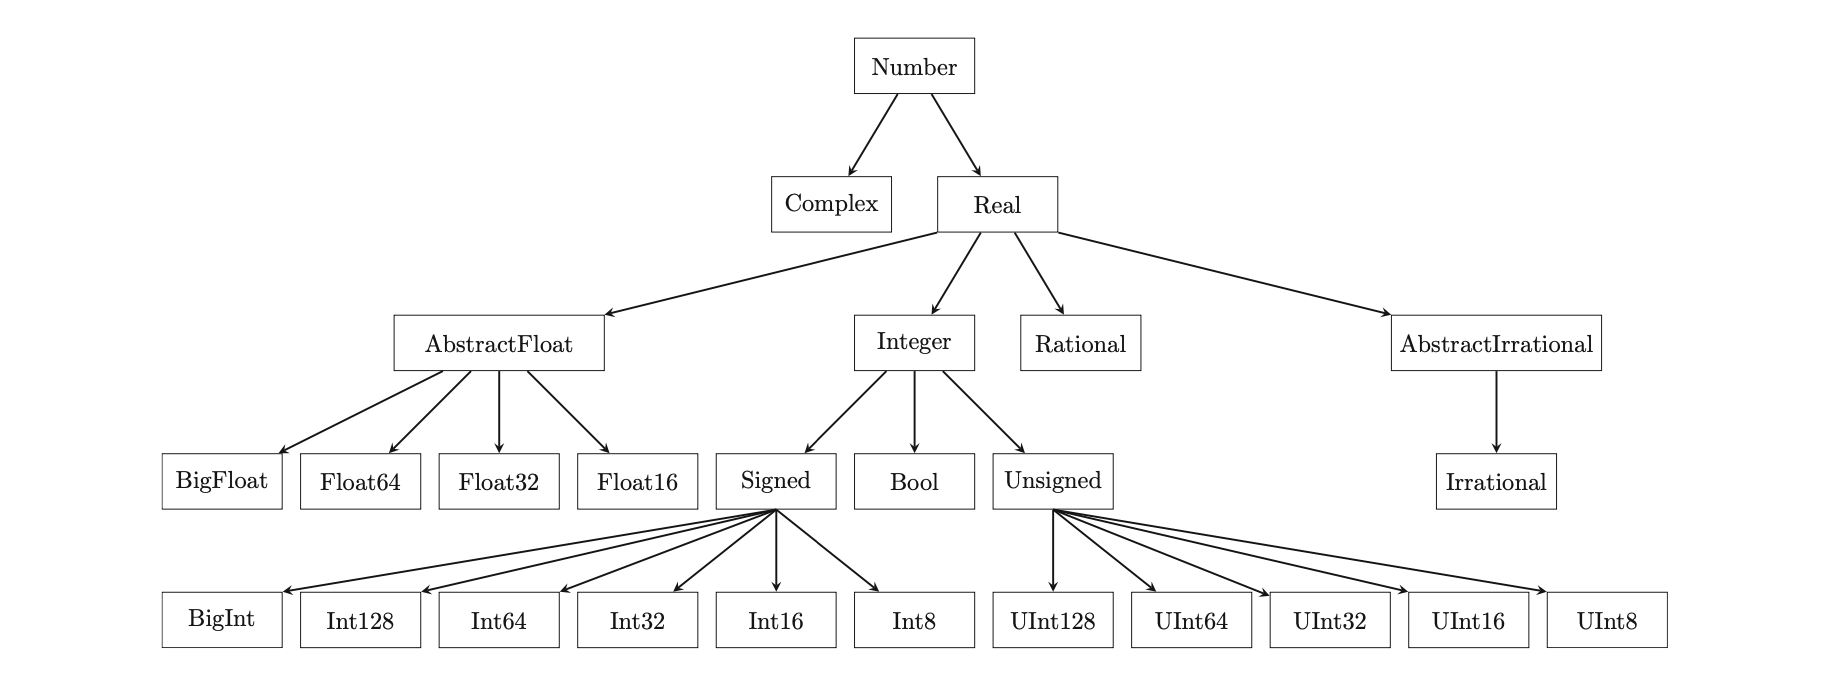 Number
Complex
Real
AbstractFloat
Integer
Rational
AbstractIrrational
BigFloat
Float64
Float32
Float16
Signed
Bool
Unsigned
Irrational
BigInt
Int128
Int64
Int32
Int16
Int8
UInt128
UInt64
UInt32
UInt16
UInt8